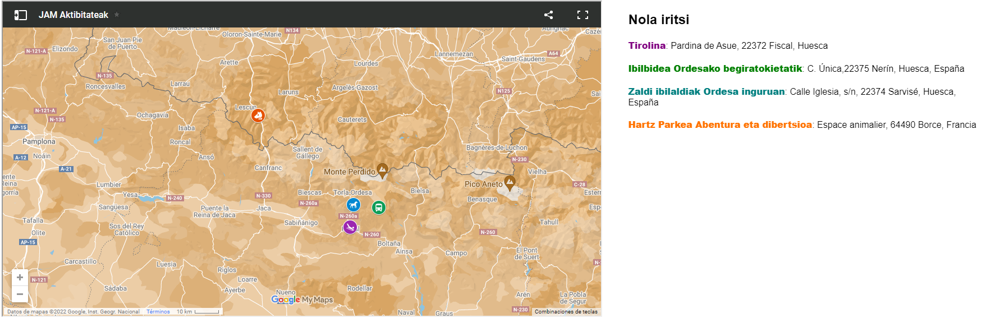 JAM Aktibitateak
Mauléon-Licharre
Oloron-Sainte-Marie
N134
Aurignac
Cazèr
San Juan Pie
de Puerto
Elizondo
N-121-A
Lannemezan
A64
Saint-Gaudens
Arette
Lourdes
N-135
Roncesvalles
Larrau
Laruns
Argelès-Gazost
N125
Sai
Lescun
N-121-A
N-135
Ochagavía
Cauterets
AP-15
Isaba
Pamplona
Roncal
Noáin
A-12
A-21
Ansó
Sallent de
Gállego
Bagnères-de-Luchon
N-230
Canfranc
Monte Perdido
Vielha
ente
Reina
Lumbier
Pico Aneto
C-28
gorria
Yesa
N-240
N-330
Biescas
Torla-Ordesa
Bielsa
Esterr
Benasque
N-260a
Sangüesa
Puente la
Reina de Jaca
Jaca
Espo
N-260a
Tafalla
Sos del Rey
Católico
Sabiñánigo
Tahull
Olite
N-260
N-260
AP-15
Boltaña
Aínsa
Campo
El Pont
de Suert
Carcastillo
Luesia
Riglos
N-121
Loarre
Sádaba
Ayerbe
Nueno
Rodellar
Arén
La Pobla
de Segur
Google My Maps
N-230
Naval
Graus
Datos de mapas ©2022 Google, Inst. Geogr. Nacional Términos 10 km
Combinaciones de teclas
Nola iritsi
Tirolina: Pardina de Asue, 22372 Fiscal, Huesca
Ibilbidea Ordesako begiratokietatik: C. Única,22375 Nerín, Huesca, España
Zaldi ibilaldiak Ordesa inguruan: Calle Iglesia, s/n, 22374 Sarvisé, Huesca,
España
Hartz Parkea Abentura eta dibertsioa: Espace animalier, 64490 Borce, Francia